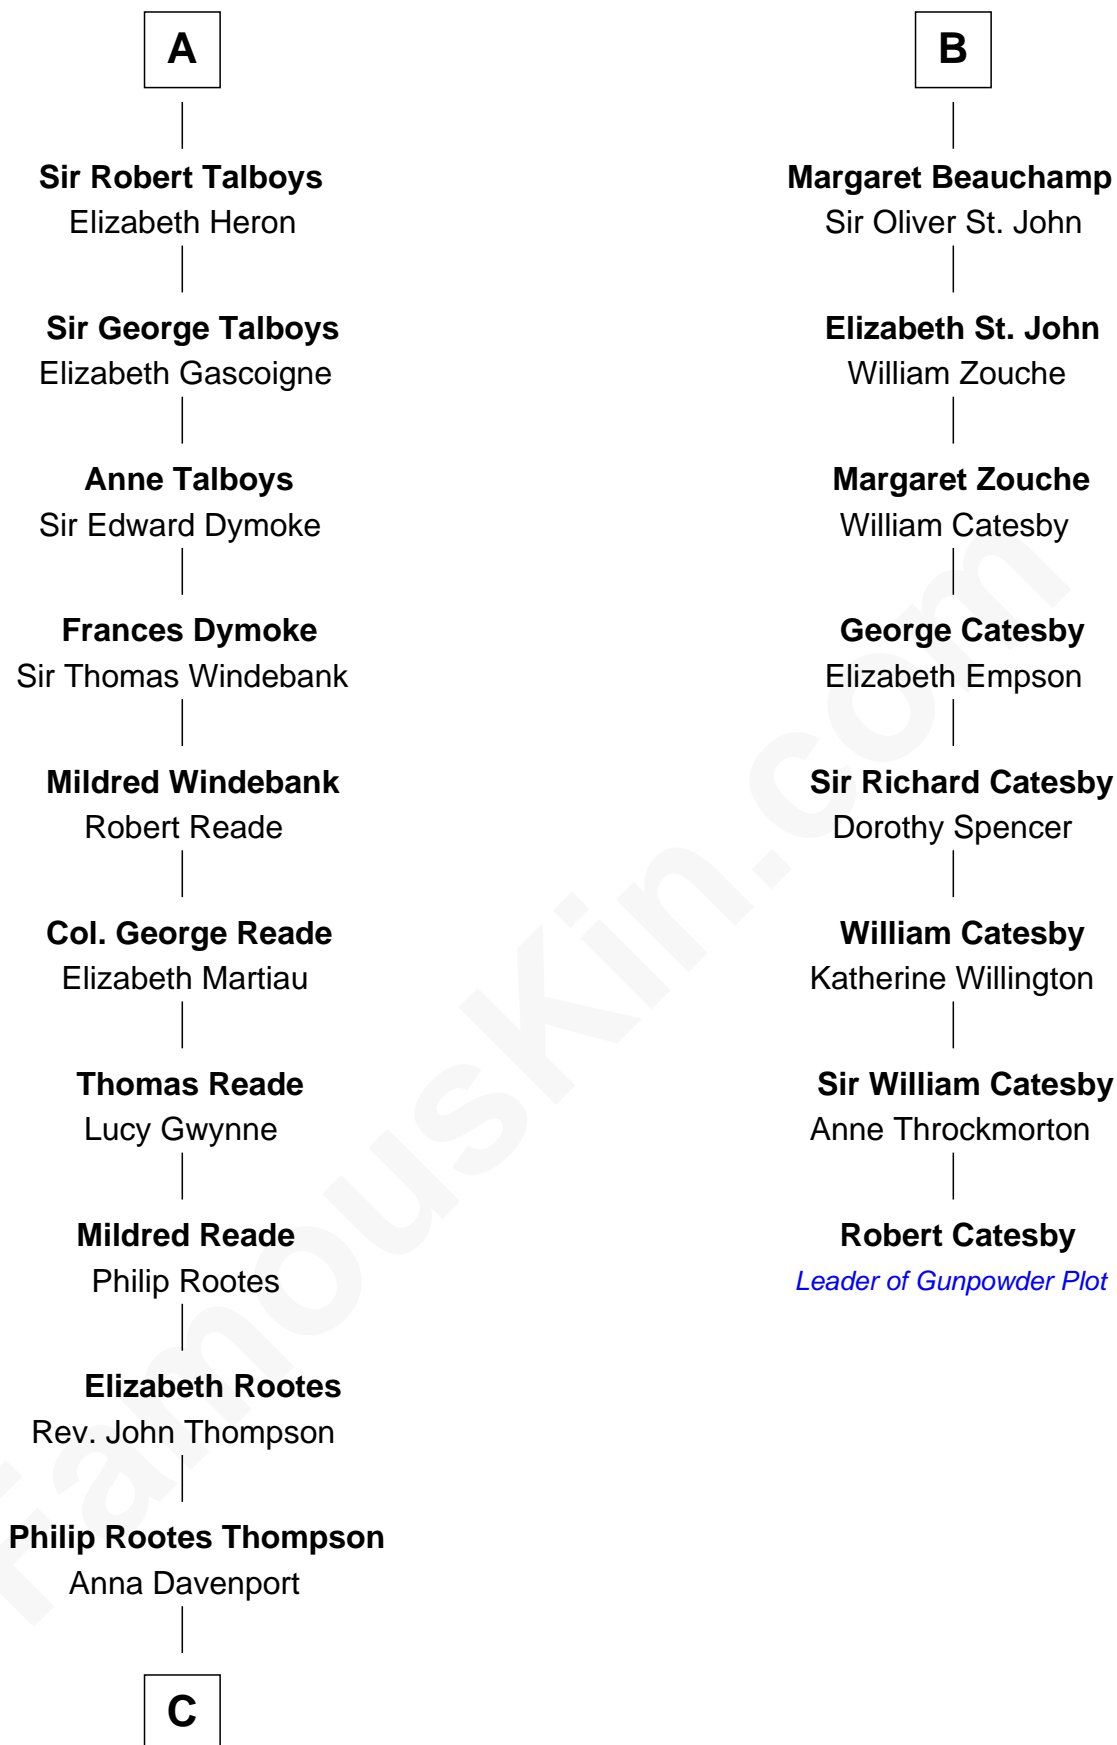 A
Sir Robert Talboys
Elizabeth Heron
Sir George Talboys
Elizabeth Gascoigne
Anne Talboys
Sir Edward Dymoke
Frances Dymoke
Sir Thomas Windebank
Mildred Windebank
Robert Reade
Col. George Reade
Elizabeth Martiau
Thomas Reade
Lucy Gwynne
Mildred Reade
Philip Rootes
Elizabeth Rootes
Rev. John Thompson
Philip Rootes Thompson
Anna Davenport
C
B
Margaret Beauchamp
Sir Oliver St. John
Elizabeth St. John
William Zouche
Margaret Zouche
William Catesby
George Catesby
Elizabeth Empson
Sir Richard Catesby
Dorothy Spencer
William Catesby
Katherine Willington
Sir William Catesby
Anne Throckmorton
Robert Catesby
Leader of Gunpowder Plot
FamousKin.com